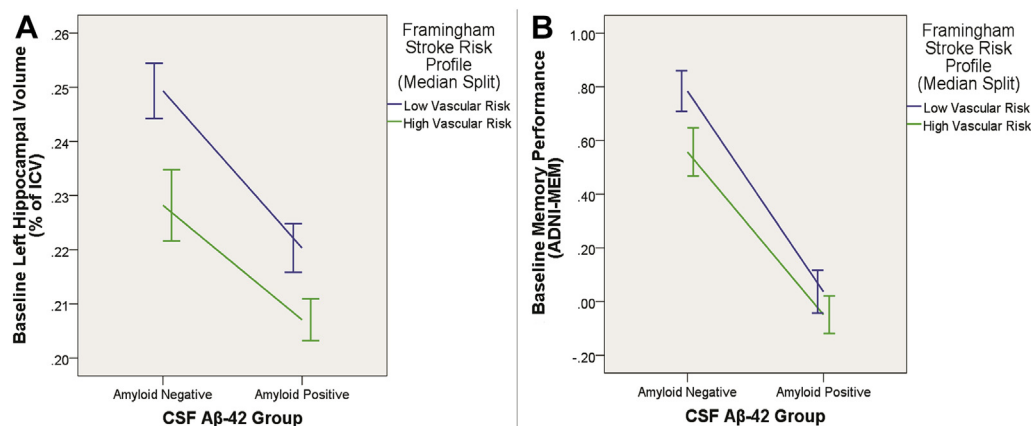 A
Framingham
Stroke Risk
Profile
(Median Split)
Low Vascular Risk
High Vascular Risk
Baseline Left Hippocampal Volume
(% of ICV)
.26
.25
.24
.23
.22
.21
.20
Amyloid Negative
Amyloid Positive
CSF Aβ-42 Group
B
Framingham
Stroke Risk
Profile
(Median Split)
Low Vascular Risk
High Vascular Risk
Baseline Memory Performance
(ADNI-MEM)
1.00
.80
.60
.40
.20
.00
-.20
Amyloid Negative
Amyloid Positive
CSF Aβ-42 Group